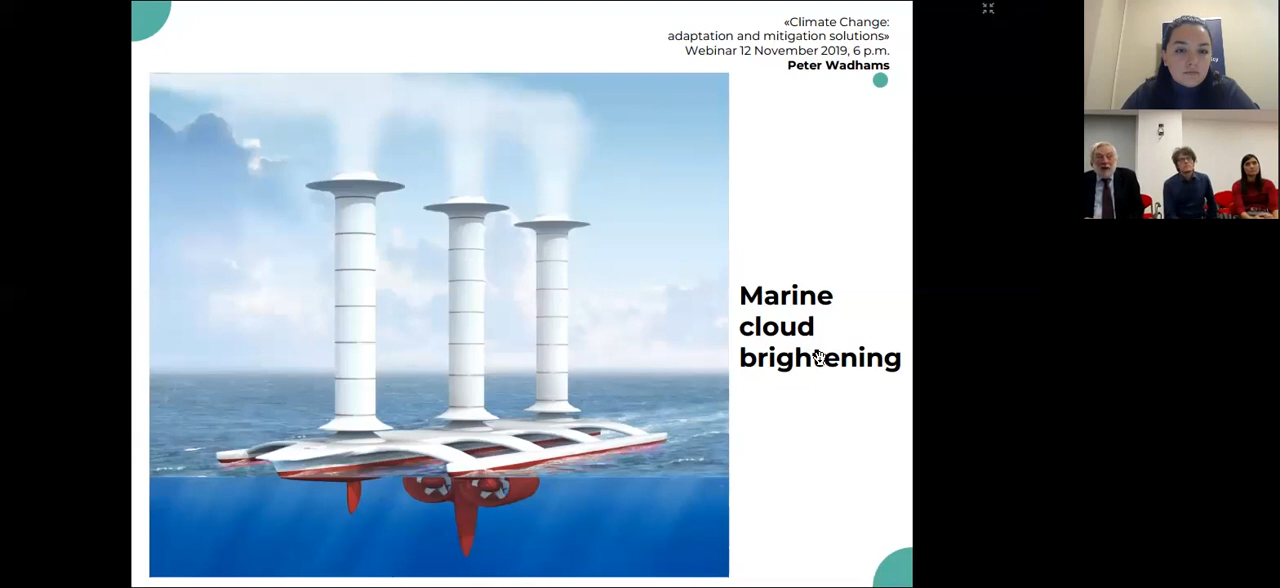 «Climate Change:
adaptation and mitigation solutions»
Webinar 12 November 2019, 6 p.m.
Peter Wadhams
Marine
cloud
brightening